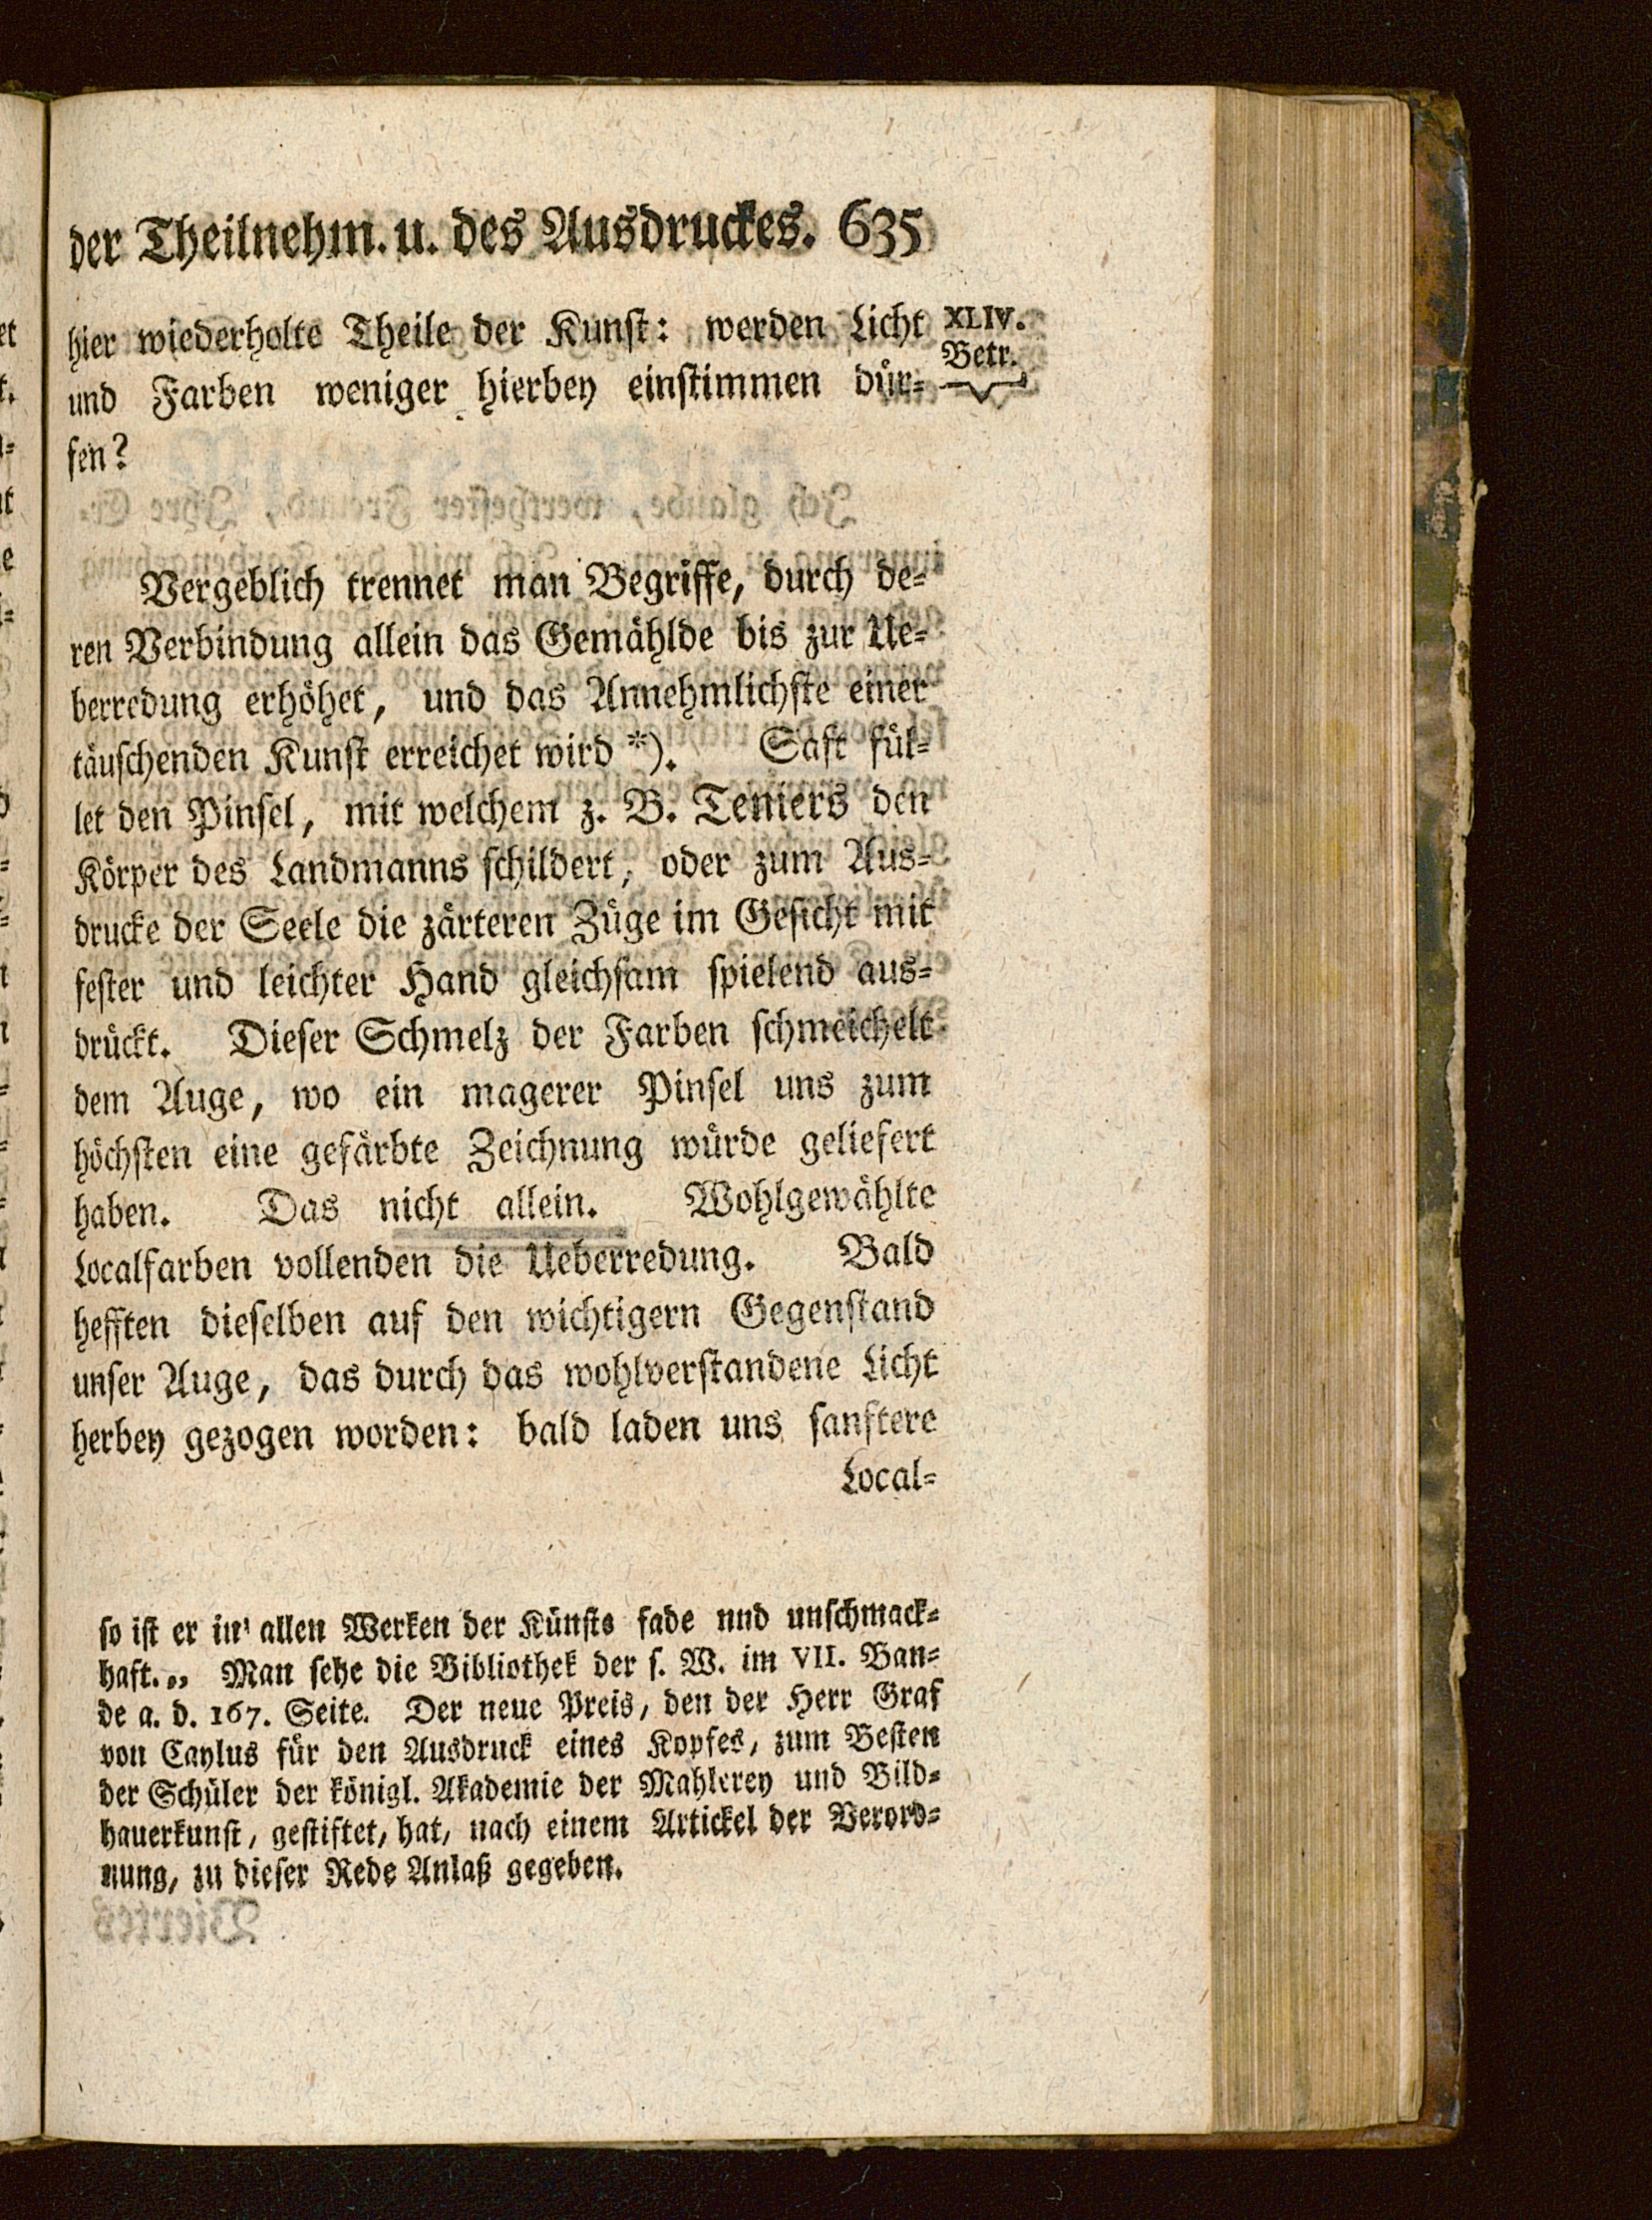 der Theilnehm. u. des Ausdruckes. 635
hier wiederholte Theile der Kunst: werden Licht
XLIV.
Betr.
und Farben weniger hierbey einstimmen dür-
fen?
Vergeblich trennet man Begriffe, durch de-
ren Verbindung allein das Gemählde bis zur Ue-
berredung erhöhet, und das Annehmlichste einer
täuschenden Kunst erreichet wird *). Saft fül-
let den Pinsel, mit welchem z. B. Teniers den
Körper des Landmanns schildert, oder zum Aus-
drucke der Seele die zärteren Züge im Gesicht mit
fester und leichter Hand gleichsam spielend aus-
drückt. Dieser Schmelz der Farben schmeichelt
dem Auge, wo ein magerer Pinsel uns zum
höchsten eine gefärbte Zeichnung würde geliefert
haben. Das nicht allein. Wohlgewählte
Localfarben vollenden die Ueberredung. Bald
hefften dieselben auf den wichtigern Gegenstand
unser Auge, das durch das wohlverstandene Licht
herbey gezogen worden: bald laden uns sanftere
Local-
so ist er in allen Werken der Künste fade nnd unschmack-
haft.„ Man sehe die Bibliothek der s. W. im VII. Ban-
de a. d. 167. Seite. Der neue Preis, den der Herr Graf
von Caylus für den Ausdruck eines Kopfes, zum Besten
der Schüler der königl. Akademie der Mahlerey und Bild-
hauerkunst, gestiftet, hat, nach einem Artickel der Verord-
nung, zu dieser Rede Anlaß gegeben.